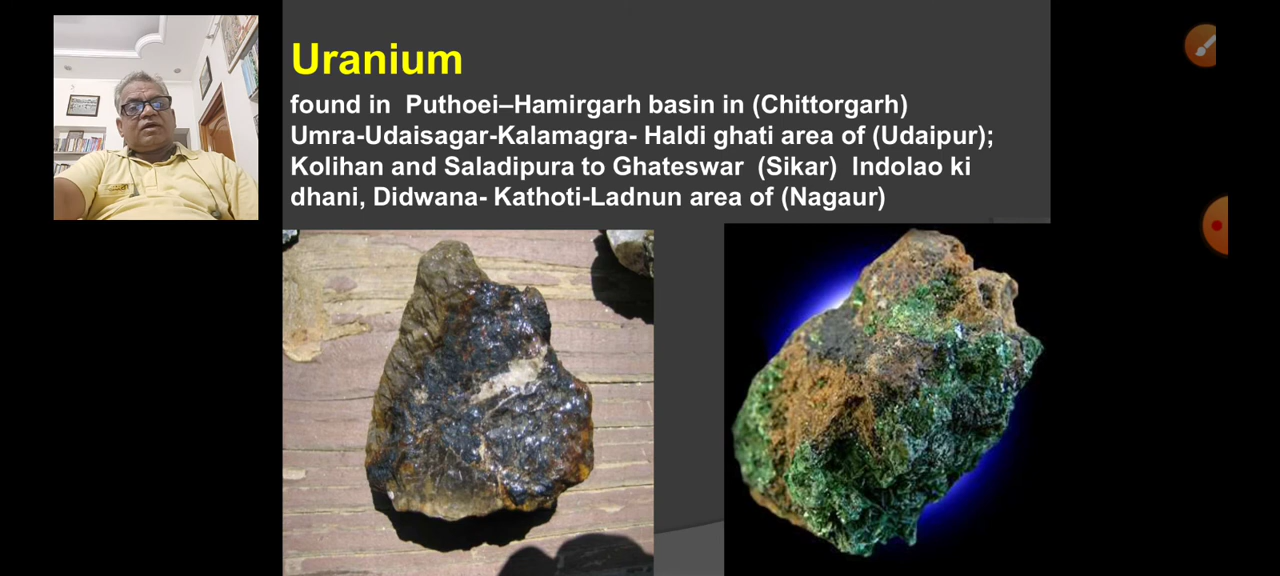 Uranium
found in Puthoei–Hamirgarh basin in (Chittorgarh)
Umra-Udaisagar-Kalamagra- Haldi ghati area of (Udaipur);
Kolihan and Saladipura to Ghateswar (Sikar) Indolao ki
dhani, Didwana- Kathoti-Ladnun area of (Nagaur)